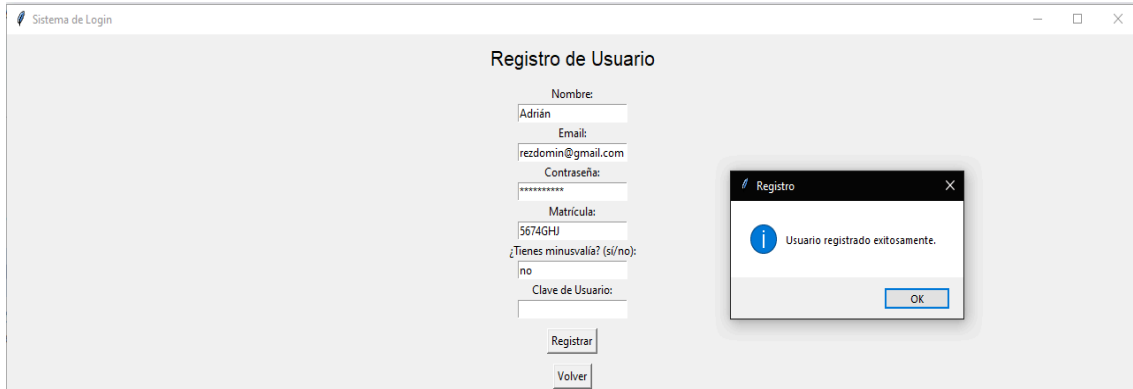 Sistema de Login
Registro de Usuario
Nombre:
Adrián
Email:
rezdomin@gmail.com
Contraseña:
**********
Matrícula:
5674GHJ
¿Tienes minusvalía? (sí/no):
no
Clave de Usuario:
Registrar
Volver
Registro
Usuario registrado exitosamente.
OK